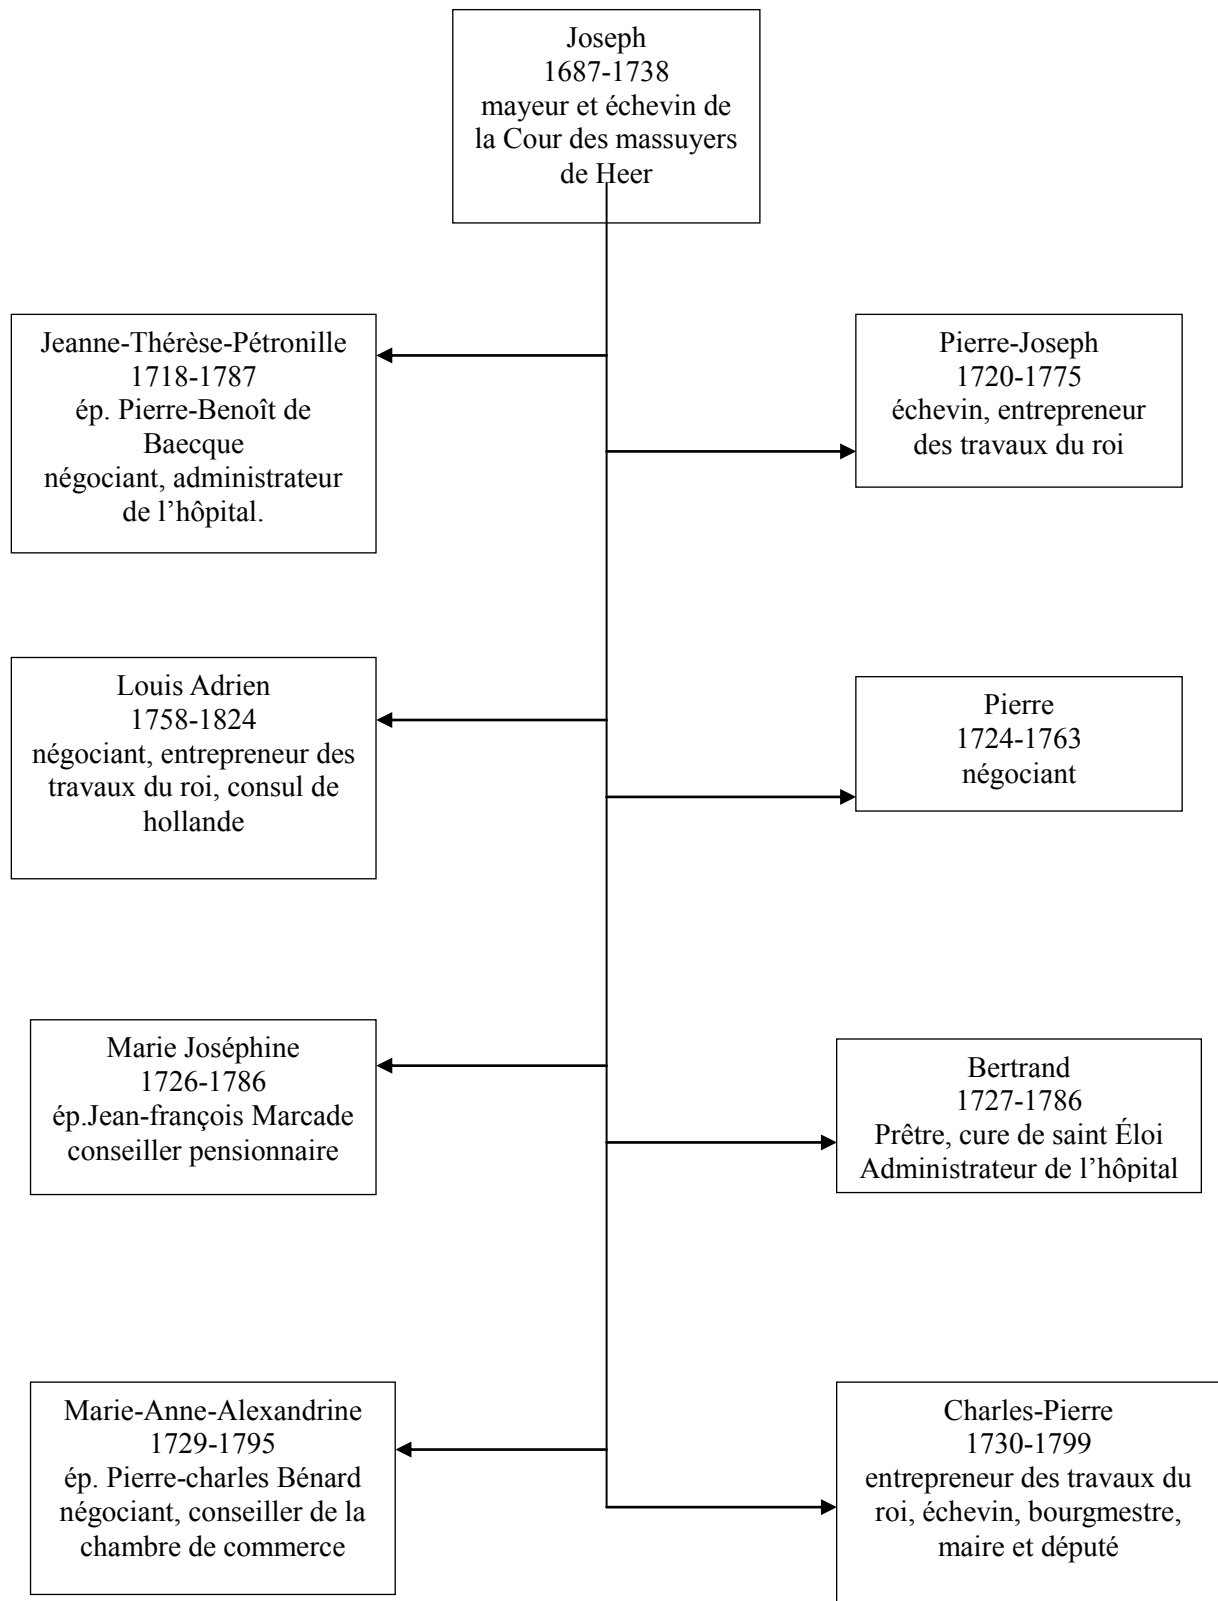 Joseph
1687-1738
mayeur et échevin de
la Cour des massuyers
de Heer
Jeanne-Thérèse-Pétronille
1718-1787
ép. Pierre-Benoît de
Baecque
négociant, administrateur
de l’hôpital.
Pierre-Joseph
1720-1775
échevin, entrepreneur
des travaux du roi
Louis Adrien
1758-1824
négociant, entrepreneur des
travaux du roi, consul de
hollande
Pierre
1724-1763
négociant
Marie Joséphine
1726-1786
ép.Jean-françois Marcade
conseiller pensionnaire
Bertrand
1727-1786
Prêtre, cure de saint Éloi
Administrateur de l’hôpital
Marie-Anne-Alexandrine
1729-1795
ép. Pierre-charles Bénard
négociant, conseiller de la
chambre de commerce
Charles-Pierre
1730-1799
entrepreneur des travaux du
roi, échevin, bourgmestre,
maire et député